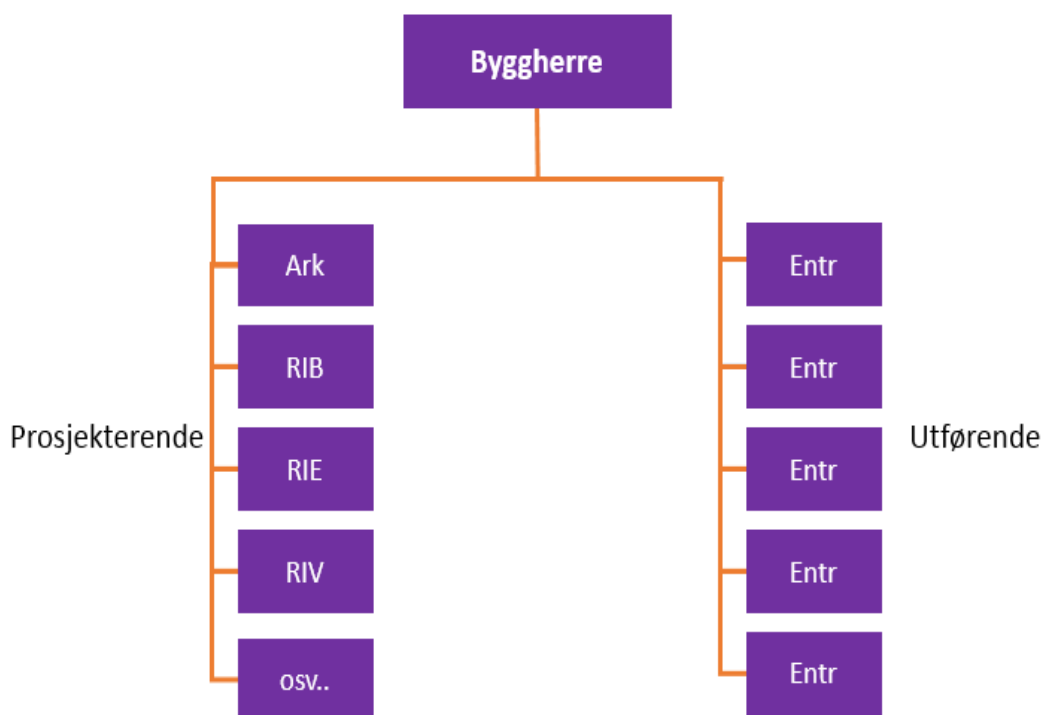 Byggherre
Prosjekterende
Ark
RIB
RIE
RIV
osv..
Entr
Entr
Entr
Entr
Entr
Utførende